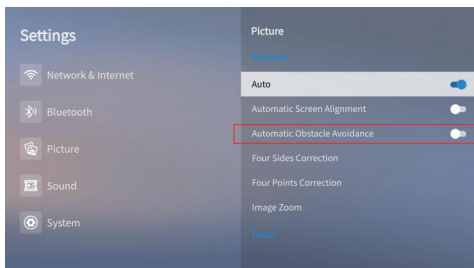 Settings
Network & Internet
Bluetooth
Picture
Sound
System
Picture
Auto
Automatic Screen Alignment
Automatic Obstacle Avoidance
Four Sides Correction
Four Points Correction
Image Zoom
Focus